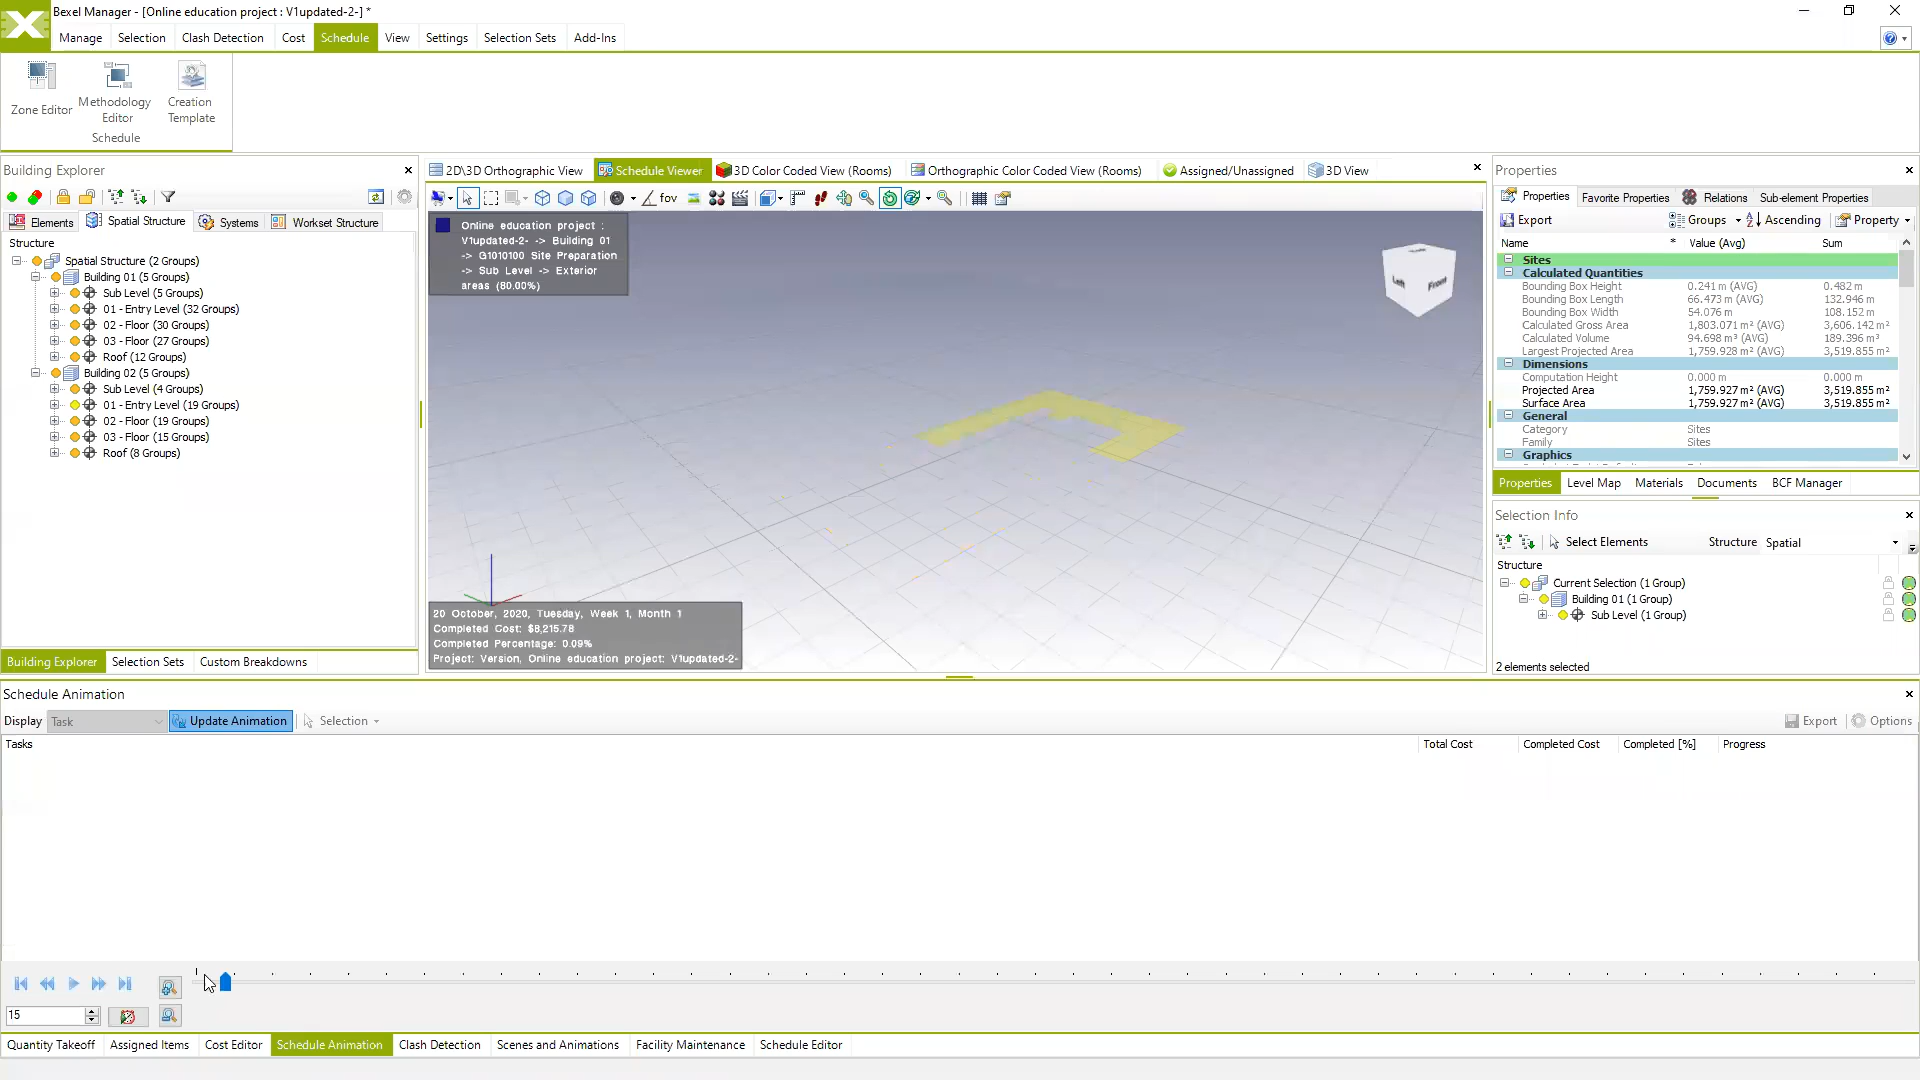 Bexel Manager - [Online education project : V1updated-2-] *
Manage
Selection
Clash Detection
Cost
Schedule
View
Settings
Selection Sets
Add-Ins
Zone Editor
Methodology
Editor
Creation
Template
Schedule
Building Explorer
Elements
Spatial Structure
Systems
Workset Structure
Structure
Spatial Structure (2 Groups)
Building 01 (5 Groups)
Sub Level (5 Groups)
01 - Entry Level (32 Groups)
02 - Floor (30 Groups)
03 - Floor (27 Groups)
Roof (12 Groups)
Building 02 (5 Groups)
Sub Level (4 Groups)
01 - Entry Level (19 Groups)
02 - Floor (19 Groups)
03 - Floor (15 Groups)
Roof (8 Groups)
Building Explorer
Selection Sets
Custom Breakdowns
2D\3D Orthographic View
Schedule Viewer
3D Color Coded View (Rooms)
Orthographic Color Coded View (Rooms)
Assigned/Unassigned
3D View
fov
Online education project :
V1updated-2- -> Building 01
-> G1010100 Site Preparation
-> Sub Level -> Exterior
areas (80.00%)
Left
Front
20 October, 2020, Tuesday, Week 1, Month 1
Completed Cost: $8,215.78
Completed Percentage: 0.09%
Project: Version, Online education project: V1updated-2-
Properties
Properties
Favorite Properties
Relations
Sub-element Properties
Export
Groups
Ascending
Property
Name * Value (Avg) Sum
Sites
Calculated Quantities
Bounding Box Height 0.241 m (AVG) 0.482 m
Bounding Box Length 66.473 m (AVG) 132.946 m
Bounding Box Width 54.076 m (AVG) 108.152 m
Calculated Gross Area 1,803.071 m² (AVG) 3,606.142 m²
Calculated Volume 94.698 m³ (AVG) 189.396 m³
Largest Projected Area 1,759.928 m² (AVG) 3,519.855 m²
Dimensions
Computation Height 0.000 m 0.000 m
Projected Area 1,759.927 m² (AVG) 3,519.855 m²
Surface Area 1,759.927 m² (AVG) 3,519.855 m²
General
Category Sites
Family Sites
Graphics
Properties
Level Map
Materials
Documents
BCF Manager
Selection Info
Select Elements
Structure Spatial
Structure
Current Selection (1 Group)
Building 01 (1 Group)
Sub Level (1 Group)
2 elements selected
Schedule Animation
Display Task
Update Animation
Selection
Export
Options
Tasks Total Cost Completed Cost Completed [%] Progress
15
Quantity Takeoff
Assigned Items
Cost Editor
Schedule Animation
Clash Detection
Scenes and Animations
Facility Maintenance
Schedule Editor